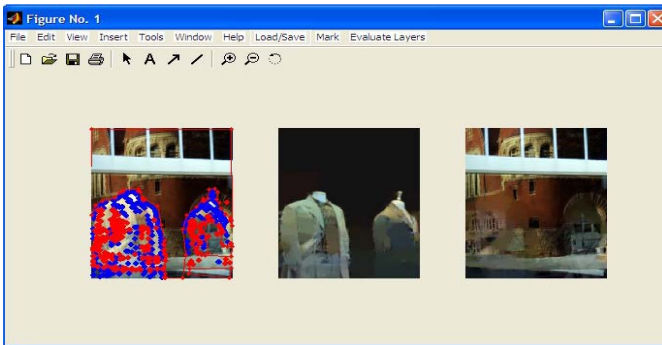 Figure No. 1
File Edit View Insert Tools Window Help Load/Save Mark Evaluate Layers
A